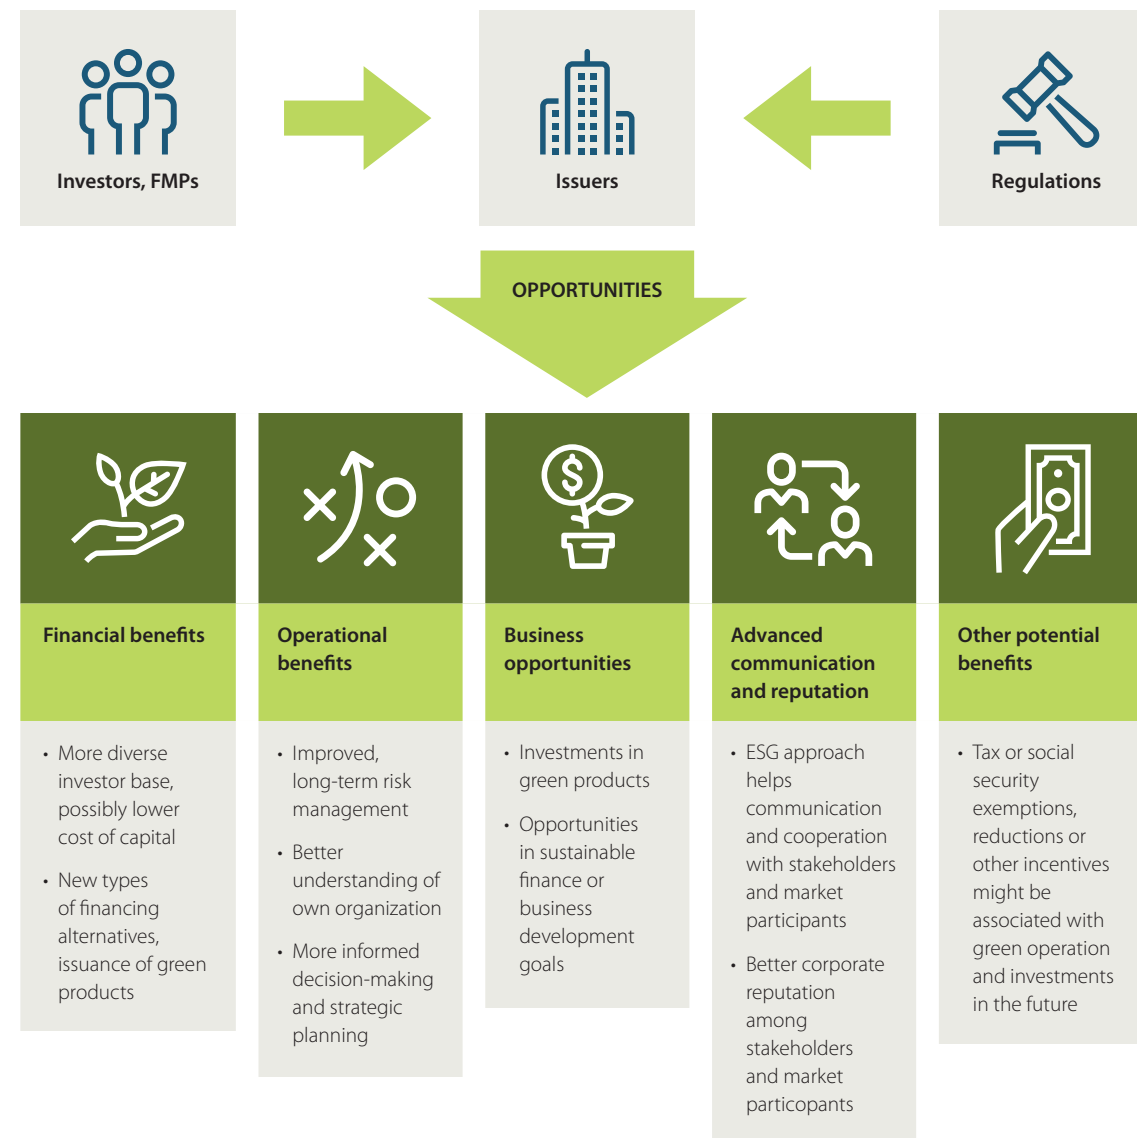 Investors, FMPs
Issuers
Regulations
OPPORTUNITIES
Financial benefits
• More diverse
investor base,
possibly lower
cost of capital
• New types
of financing
alternatives,
issuance of green
products
Operational
benefits
• Improved,
long-term risk
management
• Better
understanding of
own organization
• More informed
decision-making
and strategic
planning
Business
opportunities
• Investments in
green products
• Opportunities
in sustainable
finance or
business
development
goals
Advanced
communication
and reputation
• ESG approach
helps
communication
and cooperation
with stakeholders
and market
participants
• Better corporate
reputation
among
stakeholders
and market
particopants
Other potential
benefits
• Tax or social
security
exemptions,
reductions or
other incentives
might be
associated with
green operation
and investments
in the future